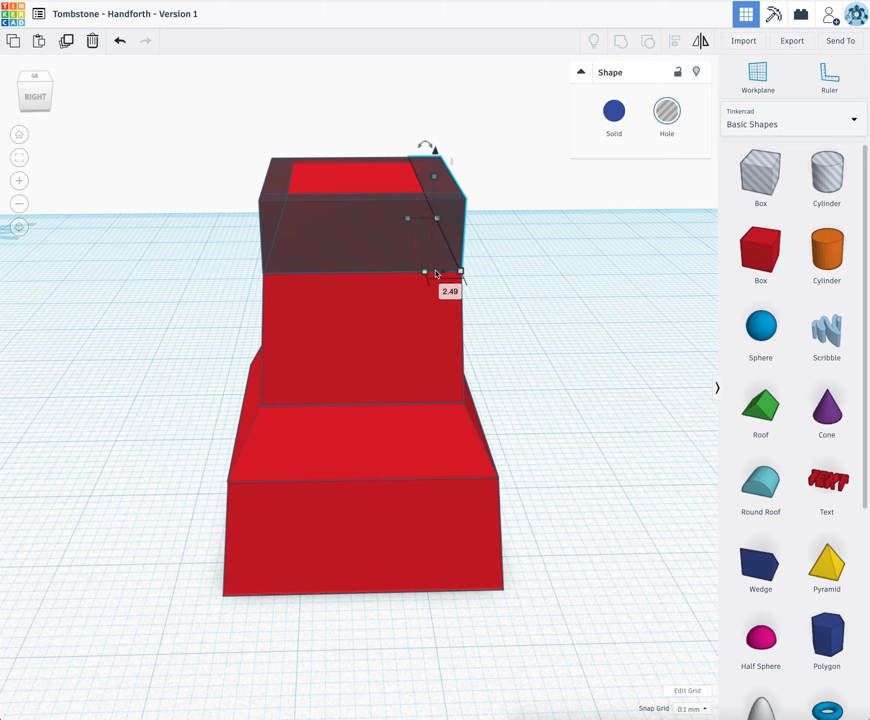 TIN
KER
CAD
Tombstone - Handforth - Version 1
Import
Export
Send To
RIGHT
Shape
Solid
Hole
Workplane
Ruler
Tinkercad
Basic Shapes
Box
Cylinder
Box
Cylinder
2.49
Sphere
Scribble
Roof
Cone
Round Roof
Text
TEXT
Wedge
Pyramid
Half Sphere
Polygon
Edit Grid
Snap Grid
0.1 mm